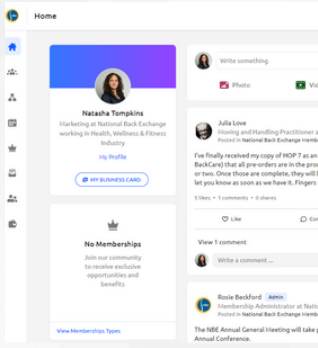 Home
Natasha Tompkins
Marketing at National Back Exchange
working in Health, Wellness & Fitness
Industry
My Profile
MY BUSINESS CARD
No Memberships
Join our community
to receive exclusive
opportunities and
benefits
View Memberships Types
Write something
Photo
Vid
Julia Love
Moving and Handling Practitioner a
Posted in National Back Exchange Memb
I've finally received my copy of HOP 7 as an
BackCare) that all pre-orders are in the pro
or two. Once those are complete, they will
let you know as soon as we have it. Fingers
5 likes • 1 comments • 0 shares
Like
Co
View 1 comment
Write a comment ...
Rosie Beckford Admin
Membership Administrator at Natio
Posted in National Back Exchange Memb
The NBE Annual General Meeting will take p
Annual Conference.